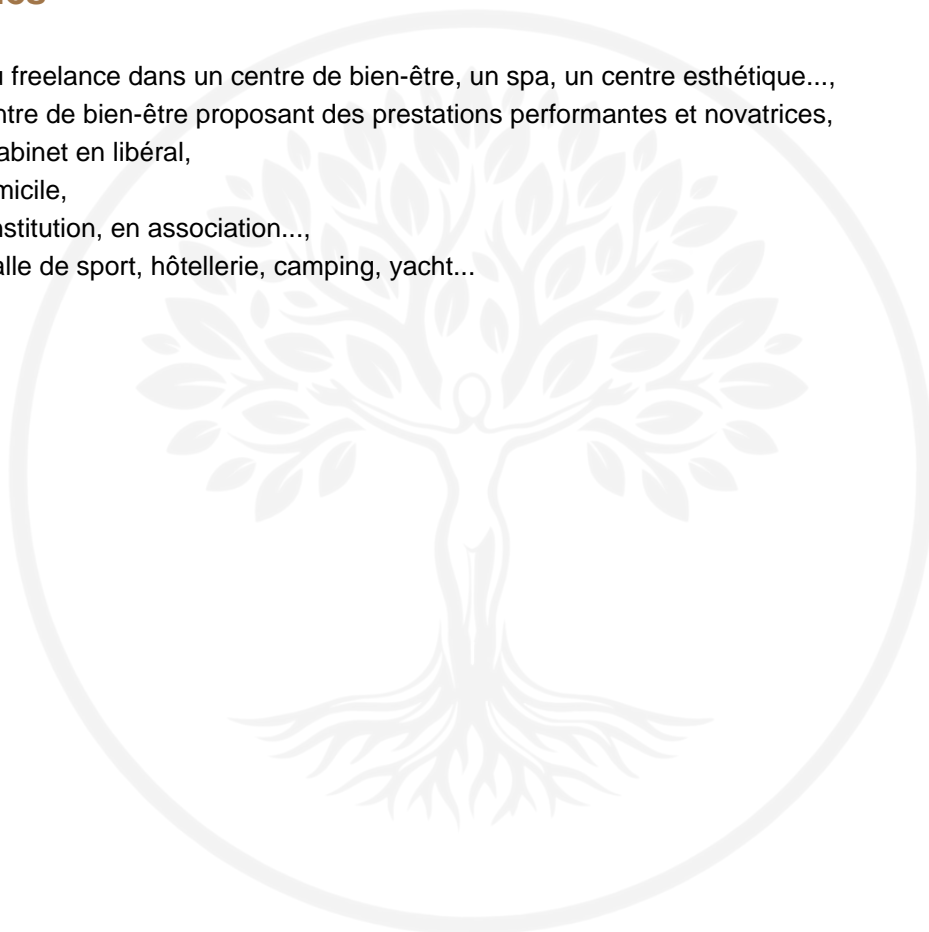 freelance dans un centre de bien-être, un spa, un centre esthétique...,
ntre de bien-être proposant des prestations performantes et novatrices,
abinet en libéral,
micile,
nstitution, en association...,
alle de sport, hôtellerie, camping, yacht...